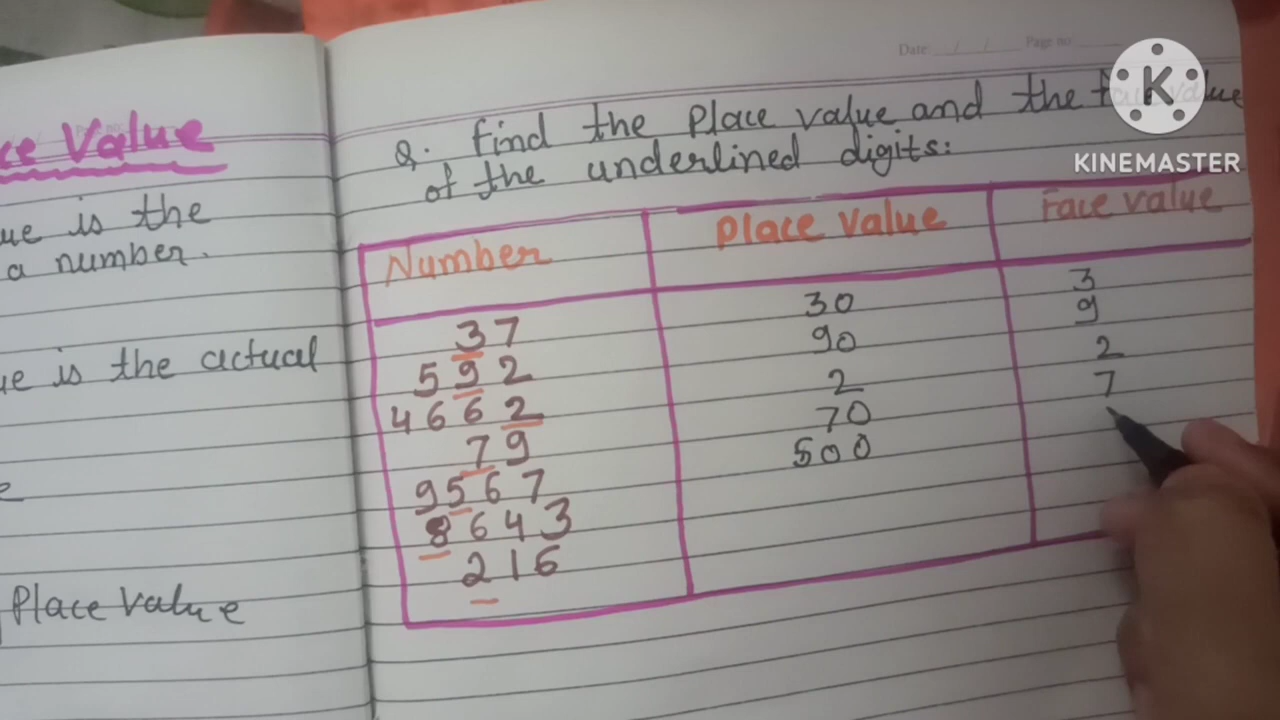 ce Value
ue is the
a number.
ue is the actual
Place Value
Date: / / Page no
Q. Find the place value and the face value
of the underlined digits:
Number Place Value Face Value
37 30 3
592 90 9
4662 2 2
79 70 7
9567 500
8643
216
K
KINEMASTER